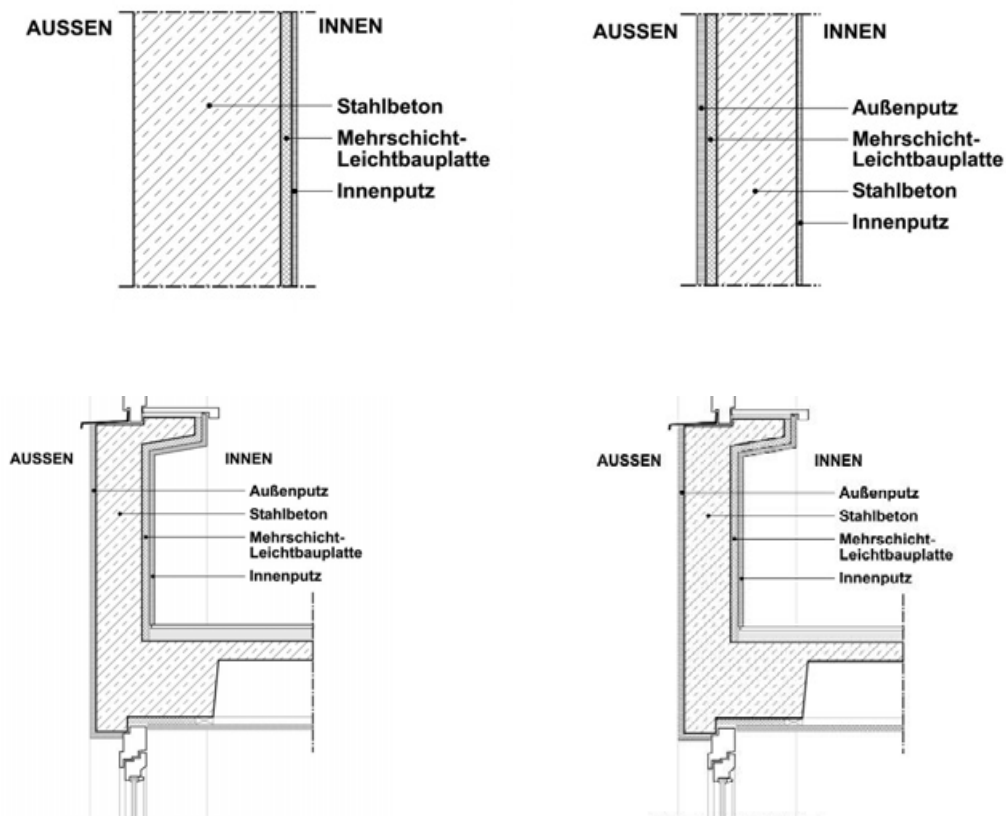 AUSSEN
INNEN
Stahlbeton
Mehrschicht-
Leichtbauplatte
Innenputz
AUSSEN
INNEN
Außenputz
Mehrschicht-
Leichtbauplatte
Stahlbeton
Innenputz
AUSSEN
INNEN
Außenputz
Stahlbeton
Mehrschicht-
Leichtbauplatte
Innenputz
AUSSEN
INNEN
Außenputz
Stahlbeton
Mehrschicht-
Leichtbauplatte
Innenputz